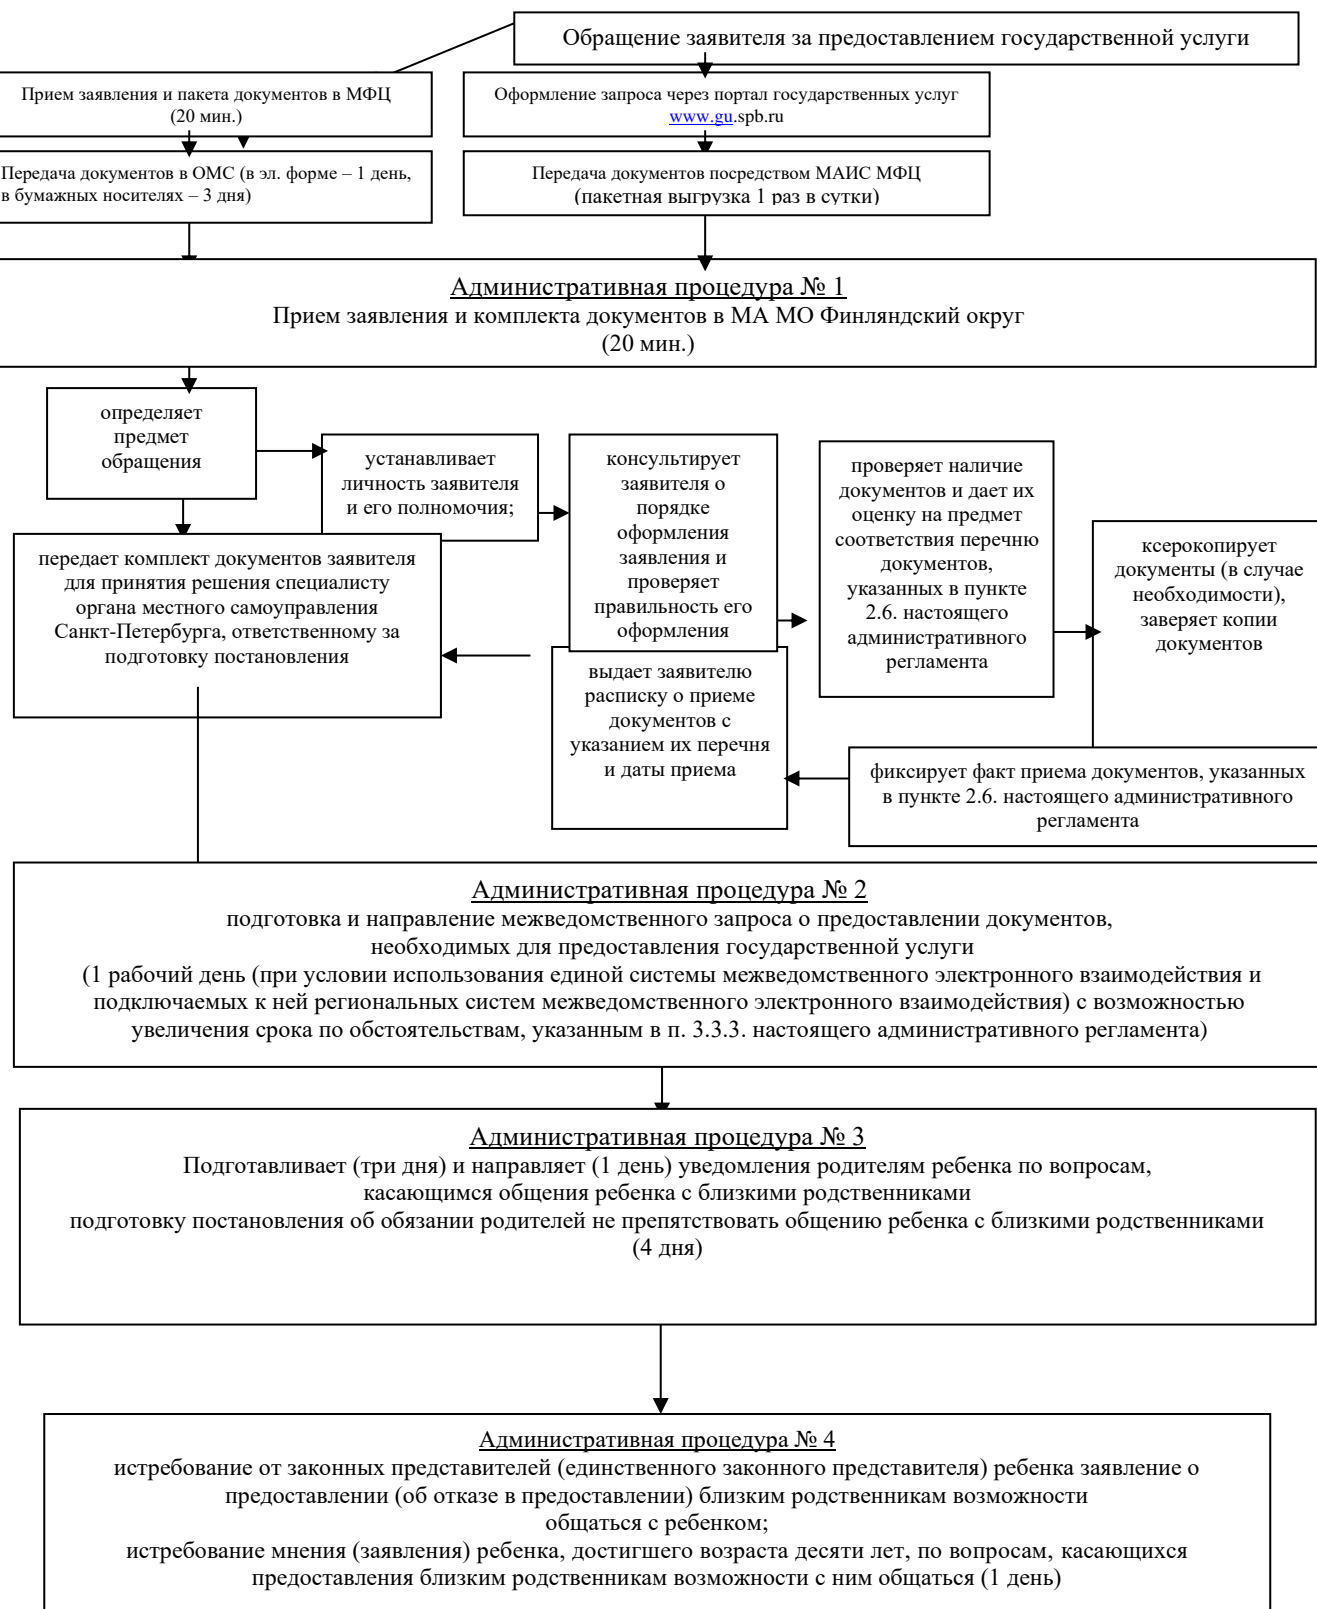 Обращение заявителя за предоставлением государственной услуги
Прием заявления и пакета документов в МФЦ
(20 мин.)
Оформление запроса через портал государственных услуг
www.gu.spb.ru
Передача документов в ОМС (в эл. форме – 1 день,
в бумажных носителях – 3 дня)
Передача документов посредством МАИС МФЦ
(пакетная выгрузка 1 раз в сутки)
Административная процедура № 1
Прием заявления и комплекта документов в МА МО Финляндский округ
(20 мин.)
определяет
предмет
обращения
устанавливает
личность заявителя
и его полномочия;
консультирует
заявителя о
порядке
оформления
заявления и
проверяет
правильность его
оформления
проверяет наличие
документов и дает их
оценку на предмет
соответствия перечню
документов,
указанных в пункте
2.6. настоящего
административного
регламента
ксерокопирует
документы (в случае
необходимости),
заверяет копии
документов
передает комплект документов заявителя
для принятия решения специалисту
органа местного самоуправления
Санкт-Петербурга, ответственному за
подготовку постановления
выдает заявителю
расписку о приеме
документов с
указанием их перечня
и даты приема
фиксирует факт приема документов, указанных
в пункте 2.6. настоящего административного
регламента
Административная процедура № 2
подготовка и направление межведомственного запроса о предоставлении документов,
необходимых для предоставления государственной услуги
(1 рабочий день (при условии использования единой системы межведомственного электронного взаимодействия и
подключаемых к ней региональных систем межведомственного электронного взаимодействия) с возможностью
увеличения срока по обстоятельствам, указанным в п. 3.3.3. настоящего административного регламента)
Административная процедура № 3
Подготавливает (три дня) и направляет (1 день) уведомления родителям ребенка по вопросам,
касающимся общения ребенка с близкими родственниками
подготовку постановления об обязании родителей не препятствовать общению ребенка с близкими родственниками
(4 дня)
Административная процедура № 4
истребование от законных представителей (единственного законного представителя) ребенка заявление о
предоставлении (об отказе в предоставлении) близким родственникам возможности
общаться с ребенком;
истребование мнения (заявления) ребенка, достигшего возраста десяти лет, по вопросам, касающихся
предоставления близким родственникам возможности с ним общаться (1 день)